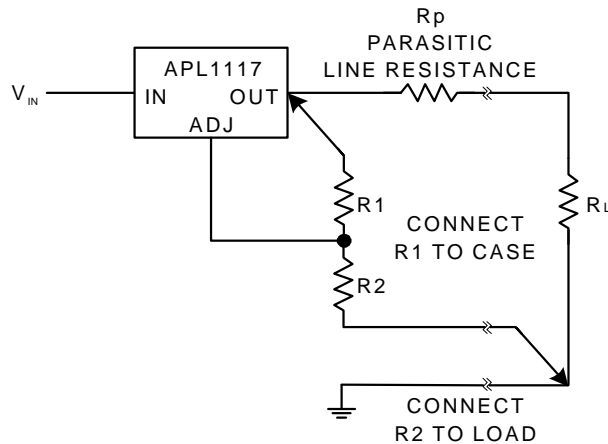 Rp
PARASITIC
LINE RESISTANCE
APL1117
V IN
IN OUT
ADJ
R1
RL
CONNECT
R1 TO CASE
R2
CONNECT
R2 TO LOAD